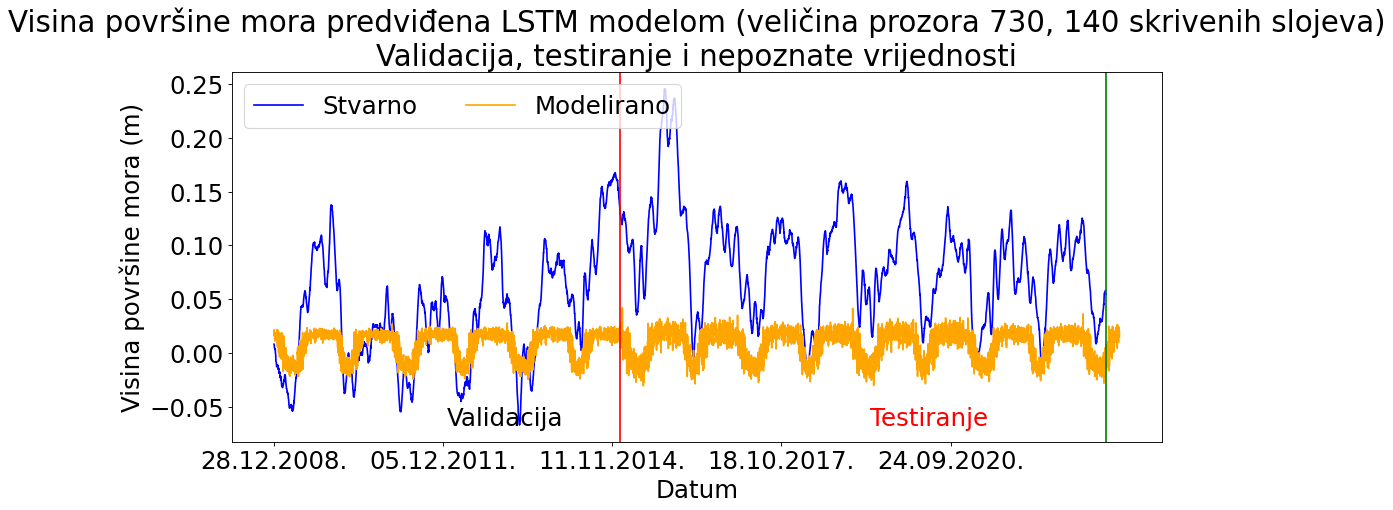 Visina površine mora predviđena LSTM modelom (veličina prozora 730, 140 skrivenih slojeva)
Validacija, testiranje i nepoznate vrijednosti
Stvarno Modelirano
Visina površine mora (m)
0.25
0.20
0.15
0.10
0.05
0.00
−0.05
Validacija Testiranje
28.12.2008. 05.12.2011. 11.11.2014. 18.10.2017. 24.09.2020.
Datum